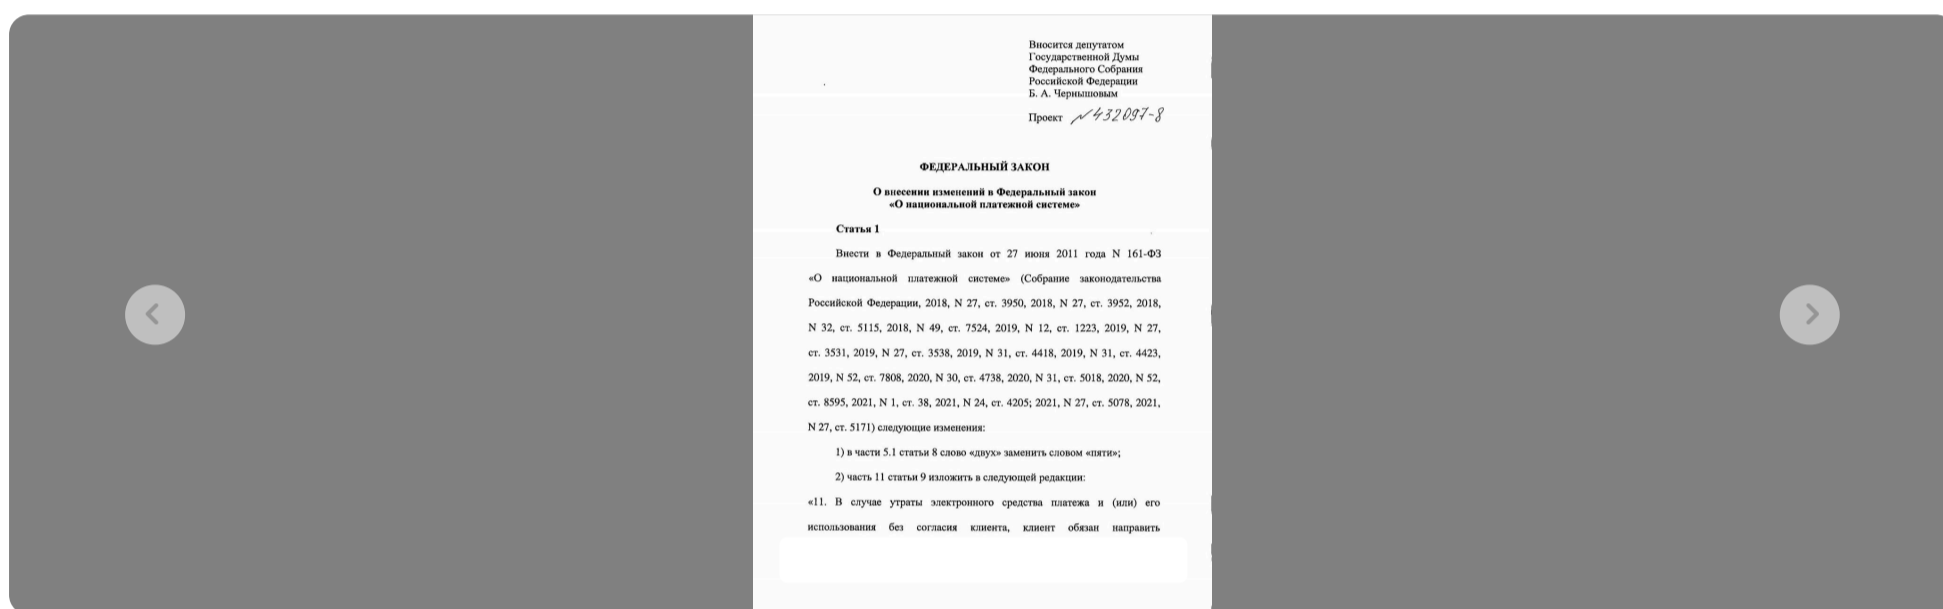 Вносится депутатом
Государственной Думы
Федерального Собрания
Российской Федерации
Б. А. Чернышовым
Проект №432097-8
ФЕДЕРАЛЬНЫЙ ЗАКОН
О внесении изменений в Федеральный закон
«О национальной платежной системе»
Статья 1
Внести в Федеральный закон от 27 июня 2011 года N 161-ФЗ
«О национальной платежной системе» (Собрание законодательства
Российской Федерации, 2018, N 27, ст. 3950, 2018, N 27, ст. 3952, 2018,
N 32, ст. 5115, 2018, N 49, ст. 7524, 2019, N 12, ст. 1223, 2019, N 27,
ст. 3531, 2019, N 27, ст. 3538, 2019, N 31, ст. 4418, 2019, N 31, ст. 4423,
2019, N 52, ст. 7808, 2020, N 30, ст. 4738, 2020, N 31, ст. 5018, 2020, N 52,
ст. 8595, 2021, N 1, ст. 38, 2021, N 24, ст. 4205; 2021, N 27, ст. 5078, 2021,
N 27, ст. 5171) следующие изменения:
1) в части 5.1 статьи 8 слово «двух» заменить словом «пяти»;
2) часть 11 статьи 9 изложить в следующей редакции:
«11. В случае утраты электронного средства платежа и (или) его
использования без согласия клиента, клиент обязан направить